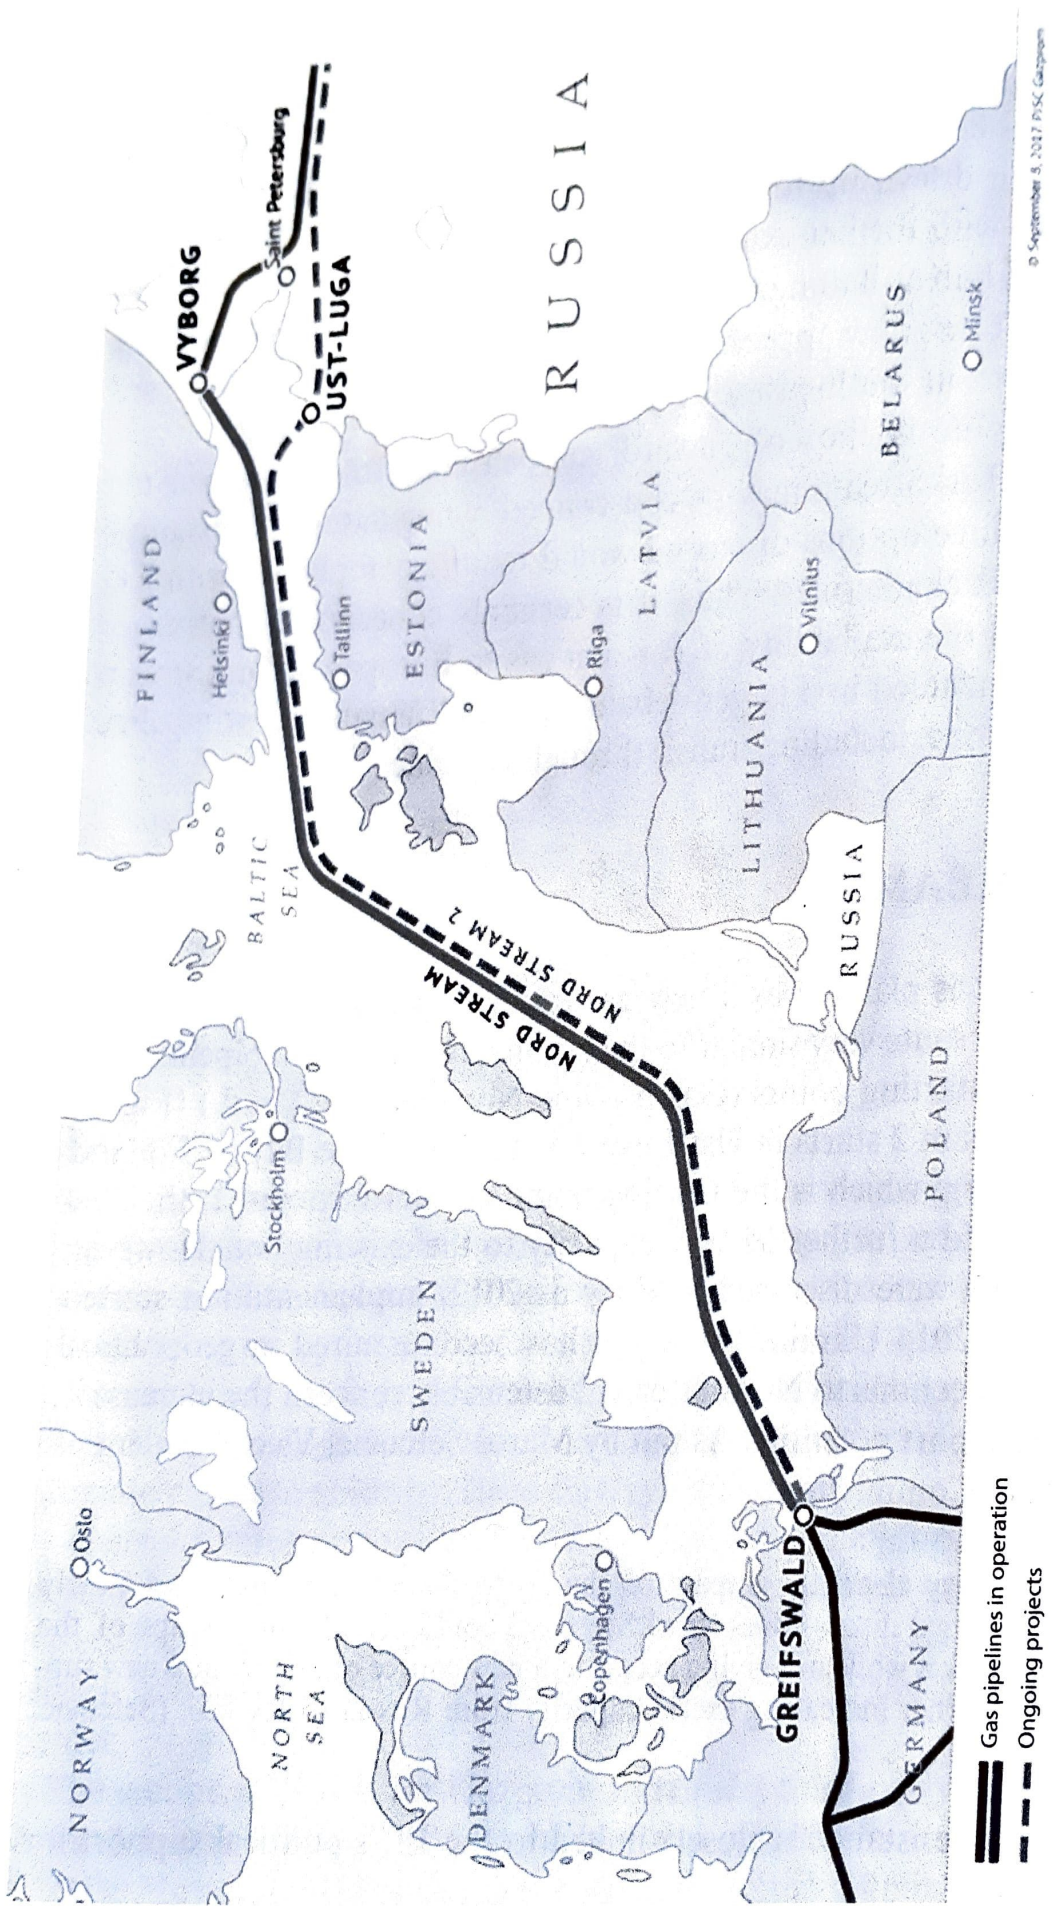 NORWAY
Oslo
NORTH
SEA
DENMARK
Copenhagen
SWEDEN
Stockholm
FINLAND
Helsinki
BALTIC
SEA
VYBORG
Saint Petersburg
UST-LUGA
Tallinn
ESTONIA
RUSSIA
NORD STREAM
NORD STREAM 2
Riga
LATVIA
LITHUANIA
Vilnius
RUSSIA
BELARUS
Minsk
POLAND
GREIFSWALD
GERMANY
Gas pipelines in operation
Ongoing projects
© September 3, 2017 PJSC Gazprom